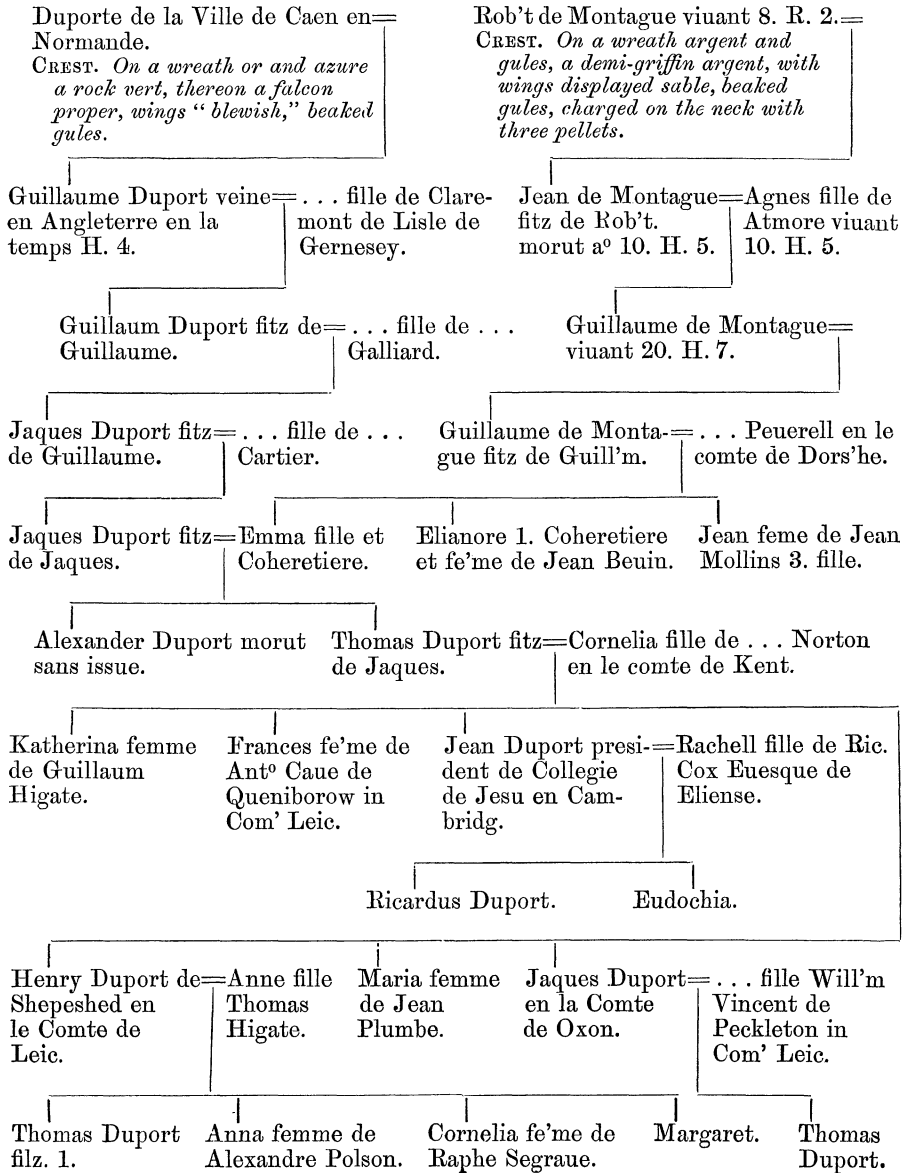 Duporte de la Ville de Caen en=
Normande.
CREST. On a wreath or and azure
a rock vert, thereon a falcon
proper, wings "blewish," beaked
gules.
Rob't de Montague viuant 8. R. 2.=
CREST. On a wreath argent and
gules, a demi-griffin argent, with
wings displayed sable, beaked
gules, charged on the neck with
three pellets.
Guillaume Duport veine=
en Angleterre en la
temps H. 4.
. . . fille de Clare-
mont de Lisle de
Gernesey.
Jean de Montague=
fitz de Rob't.
morut aº 10. H. 5.
Agnes fille de
Atmore viuant
10. H. 5.
Guillaum Duport fitz de=
Guillaume.
. . . fille de . . .
Galliard.
Guillaume de Montague=
viuant 20. H. 7.
Jaques Duport fitz=
de Guillaume.
. . . fille de . . .
Cartier.
Guillaume de Monta-=
gue fitz de Guill'm.
. . . Peuerell en le
comte de Dors'he.
Jaques Duport fitz=
de Jaques.
Emma fille et
Coheretiere.
Elianore 1. Coheretiere
et fe'me de Jean Beuin.
Jean feme de Jean
Mollins 3. fille.
Alexander Duport morut
sans issue.
Thomas Duport fitz=
de Jaques.
Cornelia fille de . . . Norton
en le comte de Kent.
Katherina femme
de Guillaum
Higate.
Frances fe'me de
Antº Caue de
Queniborow in
Com' Leic.
Jean Duport presi-=
dent de Collegie
de Jesu en Cam-
bridg.
Rachell fille de Ric.
Cox Euesque de
Eliense.
Ricardus Duport.
Eudochia.
Henry Duport de=
Shepeshed en
le Comte de
Leic.
Anne fille
Thomas
Higate.
Maria femme
de Jean
Plumbe.
Jaques Duport=
en la Comte
de Oxon.
. . . fille Will'm
Vincent de
Peckleton in
Com' Leic.
Thomas Duport
filz. 1.
Anna femme de
Alexandre Polson.
Cornelia fe'me de
Raphe Segraue.
Margaret.
Thomas
Duport.